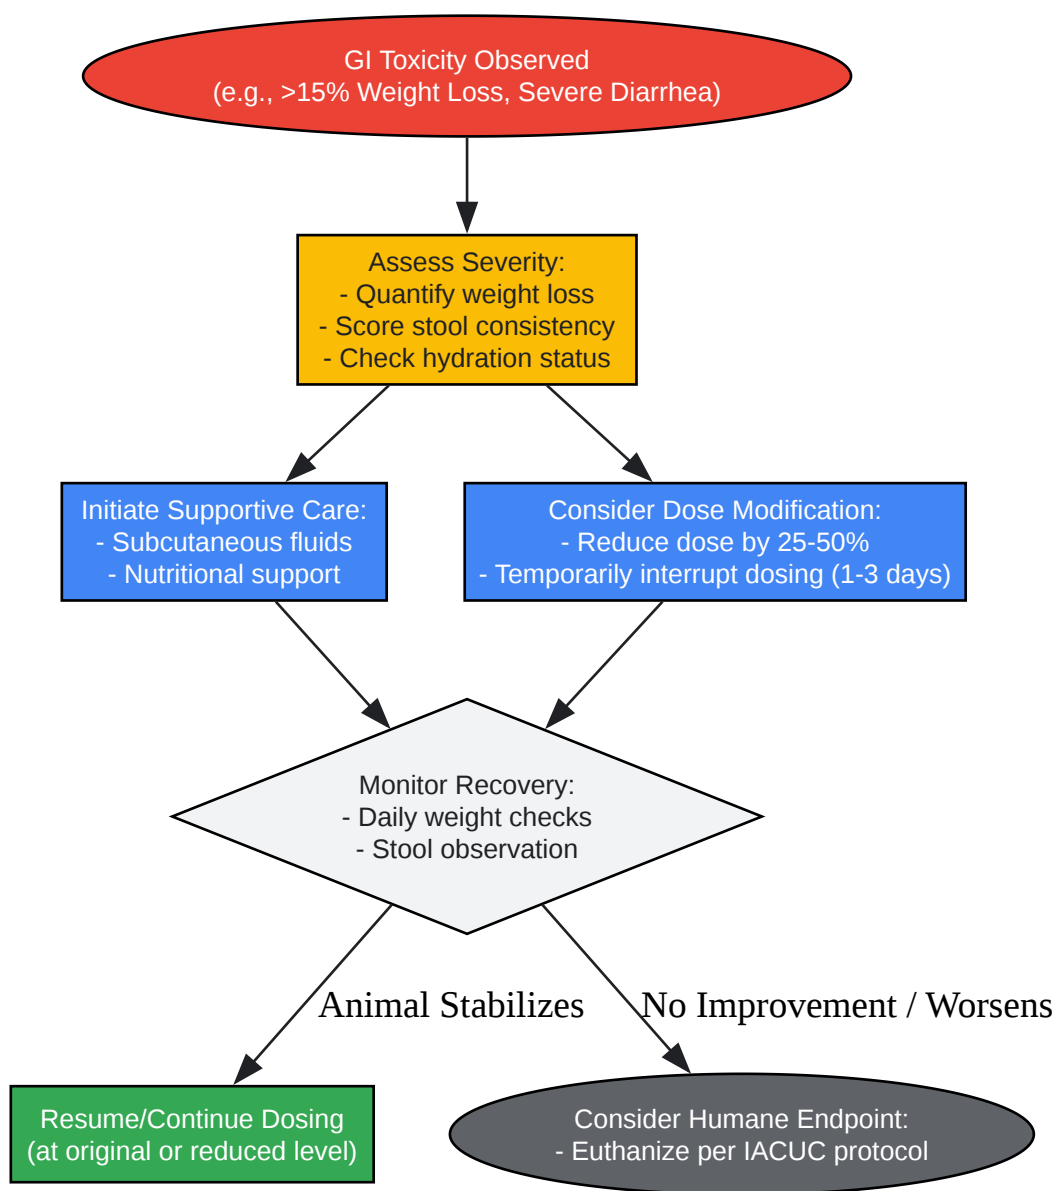 GI Toxicity Observed
(e.g., >15% Weight Loss, Severe Diarrhea)
Assess Severity:
- Quantify weight loss
- Score stool consistency
- Check hydration status
Initiate Supportive Care:
- Subcutaneous fluids
- Nutritional support
Consider Dose Modification:
- Reduce dose by 25-50%
- Temporarily interrupt dosing (1-3 days)
Monitor Recovery:
- Daily weight checks
- Stool observation
Animal Stabilizes
No Improvement / Worsens
Resume/Continue Dosing
(at original or reduced level)
Consider Humane Endpoint:
- Euthanize per IACUC protocol